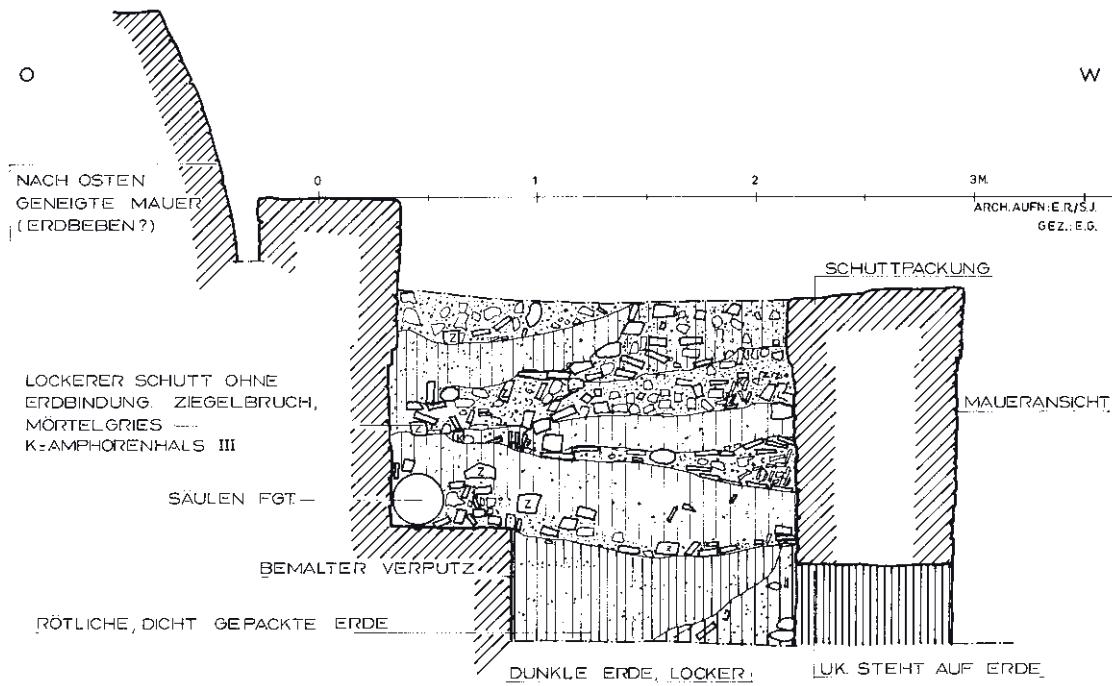 O
W
NACH OSTEN
GENEIGTE MAUER
(ERDBEBEN?)
0 1 2 3 M.
ARCH.AUFN.:E.R./S.J.
GEZ.: E.G.
SCHUTTPACKUNG
LOCKERER SCHUTT OHNE
ERDBINDUNG. ZIEGELBRUCH,
MÖRTELGRIES
K=AMPHORENHALS III
MAUERANSICHT
SÄULEN FGT.
BEMALTER VERPUTZ
RÖTLICHE, DICHT GEPACKTE ERDE
DUNKLE ERDE, LOCKER
UK. STEHT AUF ERDE
Z
Z
K
Z
Z
Z